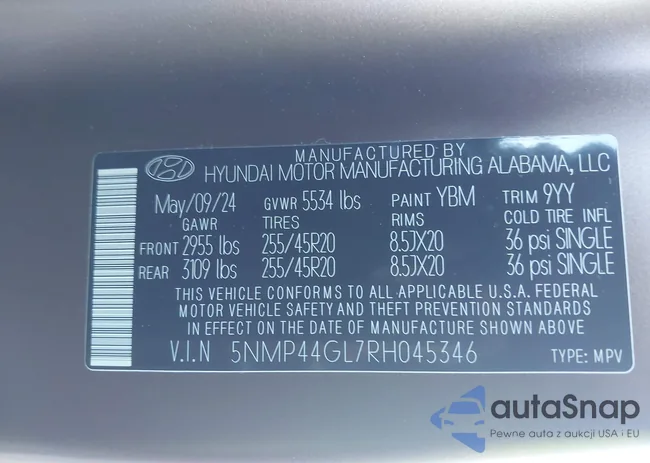 MANUFACTURED BY
HYUNDAI MOTOR MANUFACTURING ALABAMA, LLC
May/09/24 GVWR 5534 lbs PAINT YBM TRIM 9YY
GAWR TIRES RIMS COLD TIRE INFL
FRONT 2955 lbs 255/45R20 8.5JX20 36 psi SINGLE
REAR 3109 lbs 255/45R20 8.5JX20 36 psi SINGLE
THIS VEHICLE CONFORMS TO ALL APPLICABLE U.S.A. FEDERAL
MOTOR VEHICLE SAFETY AND THEFT PREVENTION STANDARDS
IN EFFECT ON THE DATE OF MANUFACTURE SHOWN ABOVE
V.I.N 5NMP44GL7RH045346 TYPE: MPV
autaSnap
Pewne auta z aukcji USA i EU